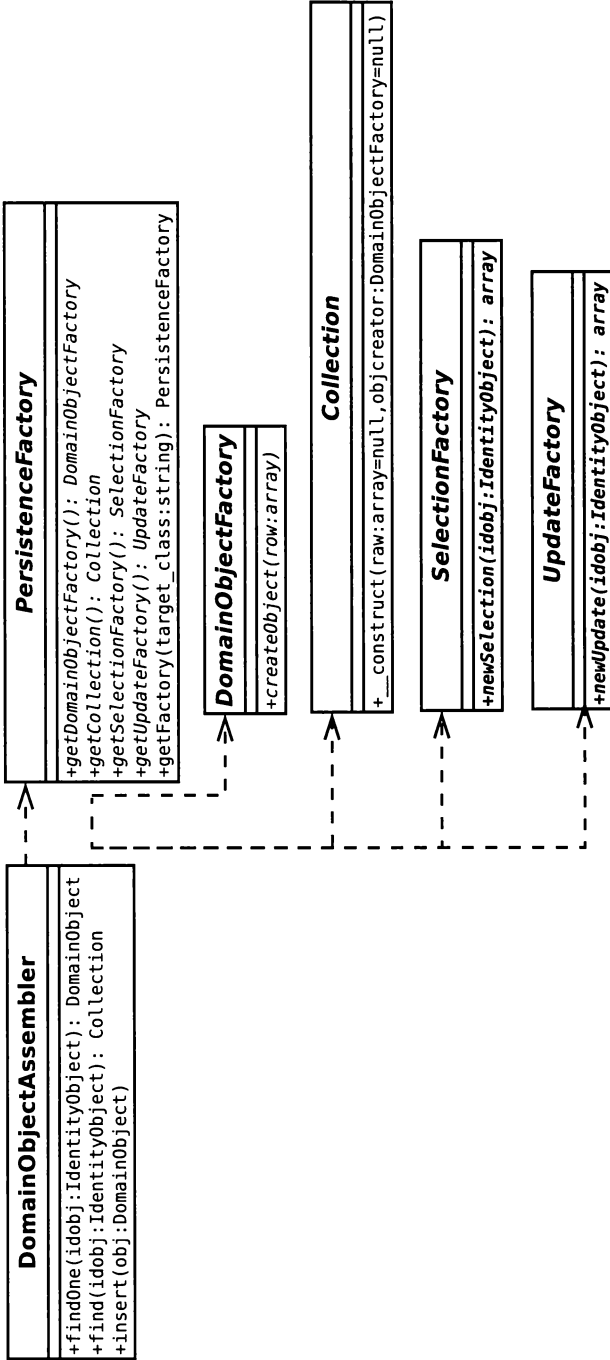 DomainObjectAssembler
+findOne(idobj:IdentityObject): DomainObject
+find(idobj:IdentityObject): Collection
+insert(obj:DomainObject)
PersistenceFactory
+getDomainObjectFactory(): DomainObjectFactory
+getCollection(): Collection
+getSelectionFactory(): SelectionFactory
+getUpdateFactory(): UpdateFactory
+getFactory(target_class:string): PersistenceFactory
DomainObjectFactory
+createObject(row:array)
Collection
+__construct(raw:array=null,objcreator:DomainObjectFactory=null)
SelectionFactory
+newSelection(idobj:IdentityObject): array
UpdateFactory
+newUpdate(idobj:IdentityObject): array